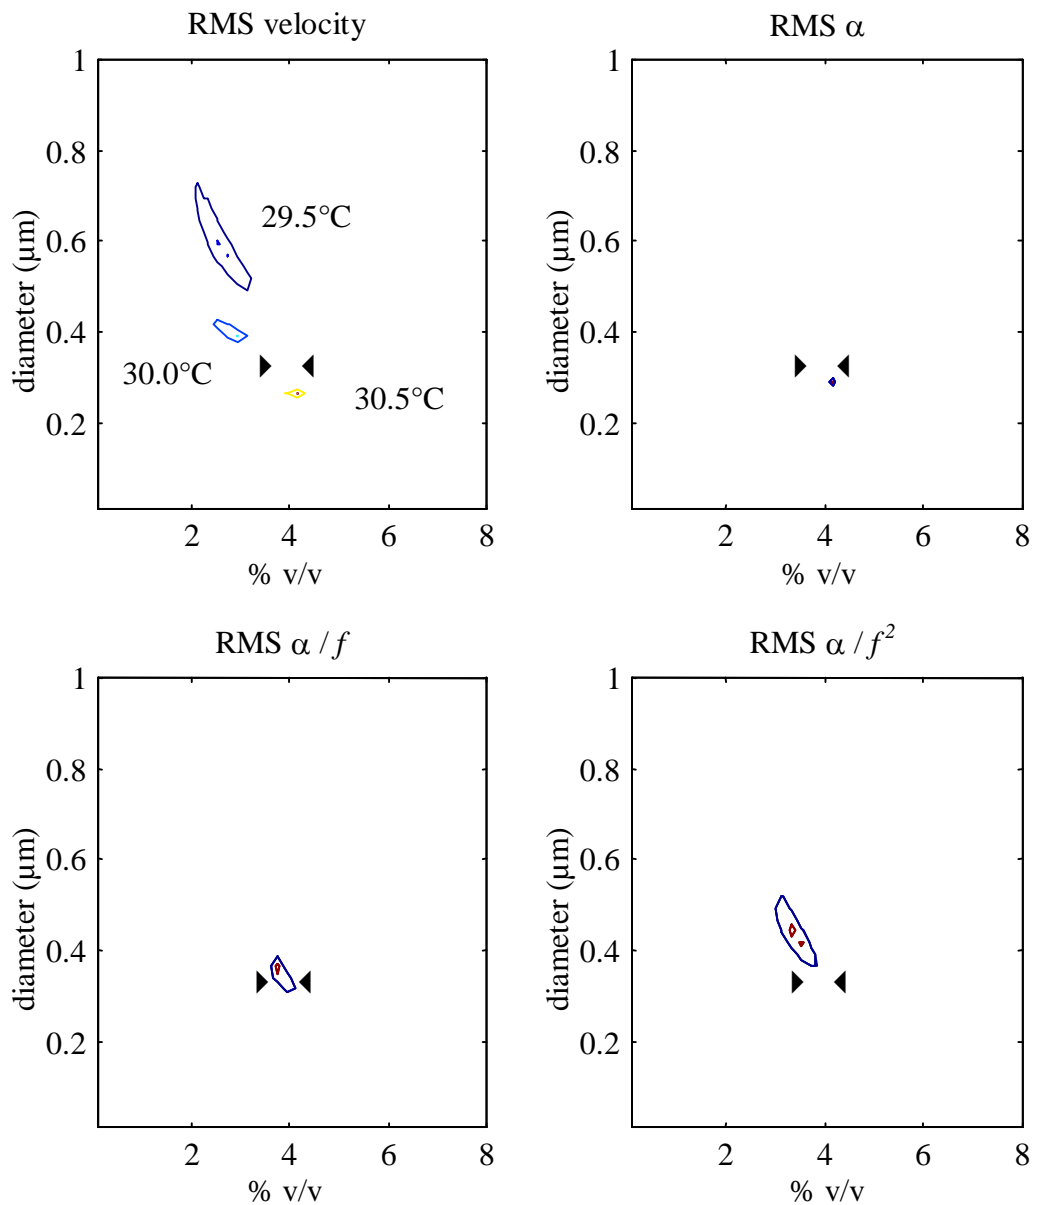 RMS velocity
1
0.8
0.6
0.4
0.2
diameter (µm)
29.5°C
30.0°C
30.5°C
2 4 6 8
% v/v
RMS α
1
0.8
0.6
0.4
0.2
diameter (µm)
2 4 6 8
% v/v
RMS α / f
1
0.8
0.6
0.4
0.2
diameter (µm)
2 4 6 8
% v/v
RMS α / f²
1
0.8
0.6
0.4
0.2
diameter (µm)
2 4 6 8
% v/v